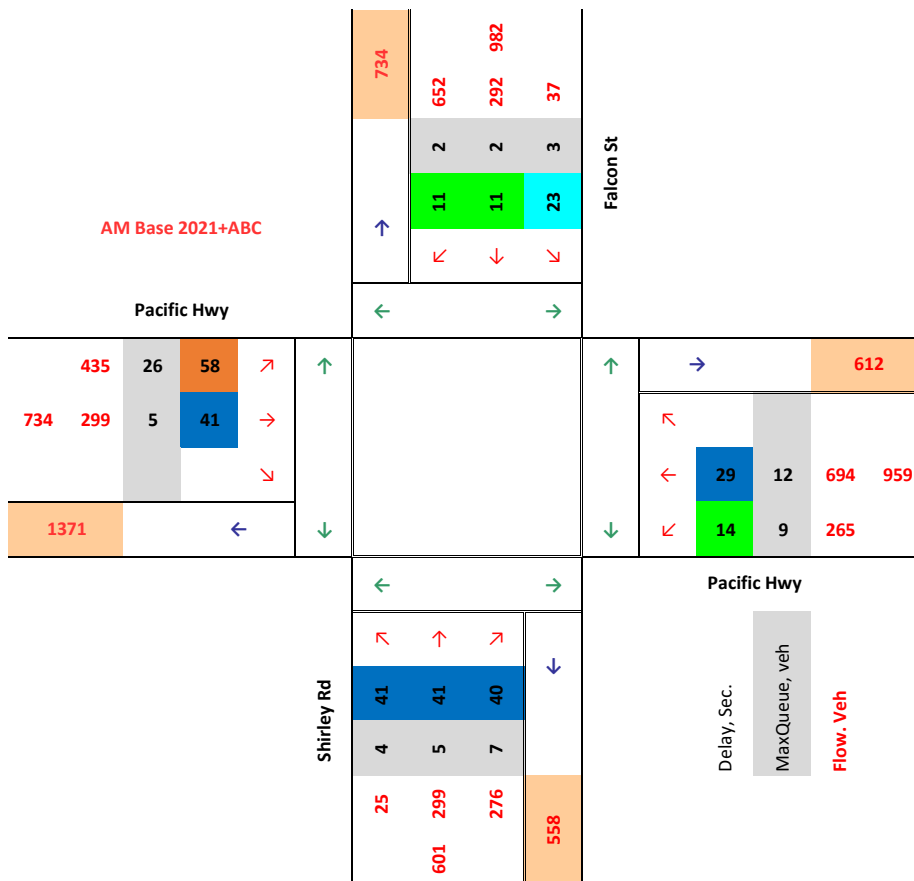 734
652
292 982
37
2 2 3
11 11 23
↑ ↙ ↓ ↘
Falcon St
AM Base 2021+ABC
Pacific Hwy
← →
435 26 58 ↗
734 299 5 41 →
↘
1371 ←
↑ ↓
↑ ↓
→ 612
↖
← 29 12 694 959
↙ 14 9 265
Pacific Hwy
← →
Shirley Rd
↖ ↑ ↗ ↓
41 41 40
4 5 7
25 299 276
601
558
Delay, Sec.
MaxQueue, veh
Flow. Veh